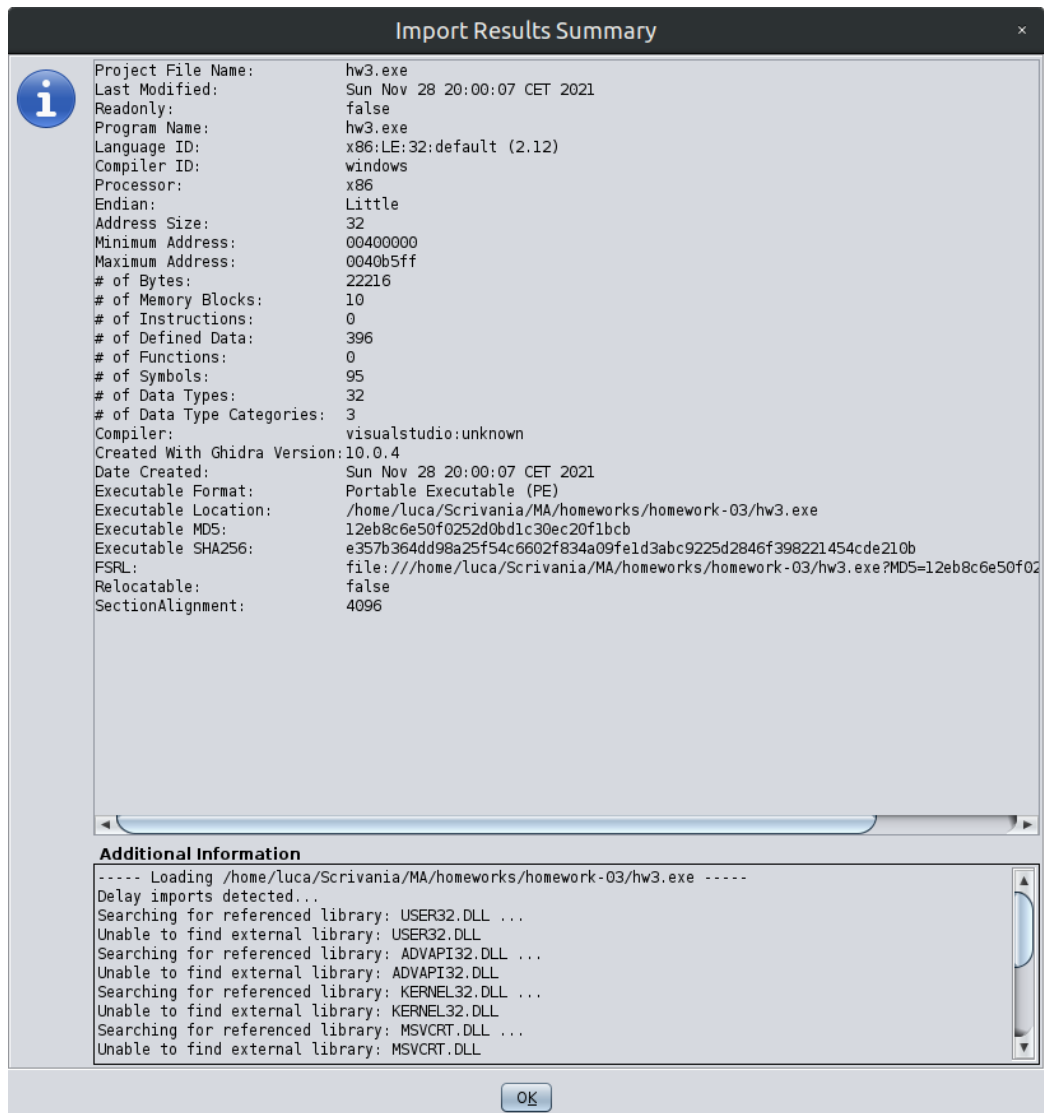 Import Results Summary ×
Project File Name: hw3.exe
Last Modified: Sun Nov 28 20:00:07 CET 2021
Readonly: false
Program Name: hw3.exe
Language ID: x86:LE:32:default (2.12)
Compiler ID: windows
Processor: x86
Endian: Little
Address Size: 32
Minimum Address: 00400000
Maximum Address: 0040b5ff
# of Bytes: 22216
# of Memory Blocks: 10
# of Instructions: 0
# of Defined Data: 396
# of Functions: 0
# of Symbols: 95
# of Data Types: 32
# of Data Type Categories: 3
Compiler: visualstudio:unknown
Created With Ghidra Version: 10.0.4
Date Created: Sun Nov 28 20:00:07 CET 2021
Executable Format: Portable Executable (PE)
Executable Location: /home/luca/Scrivania/MA/homeworks/homework-03/hw3.exe
Executable MD5: 12eb8c6e50f0252d0bd1c30ec20f1bcb
Executable SHA256: e357b364dd98a25f54c6602f834a09fe1d3abc9225d2846f398221454cde210b
FSRL: file:///home/luca/Scrivania/MA/homeworks/homework-03/hw3.exe?MD5=12eb8c6e50f02
Relocatable: false
SectionAlignment: 4096
Additional Information
----- Loading /home/luca/Scrivania/MA/homeworks/homework-03/hw3.exe -----
Delay imports detected...
Searching for referenced library: USER32.DLL ...
Unable to find external library: USER32.DLL
Searching for referenced library: ADVAPI32.DLL ...
Unable to find external library: ADVAPI32.DLL
Searching for referenced library: KERNEL32.DLL ...
Unable to find external library: KERNEL32.DLL
Searching for referenced library: MSVCRT.DLL ...
Unable to find external library: MSVCRT.DLL
OK